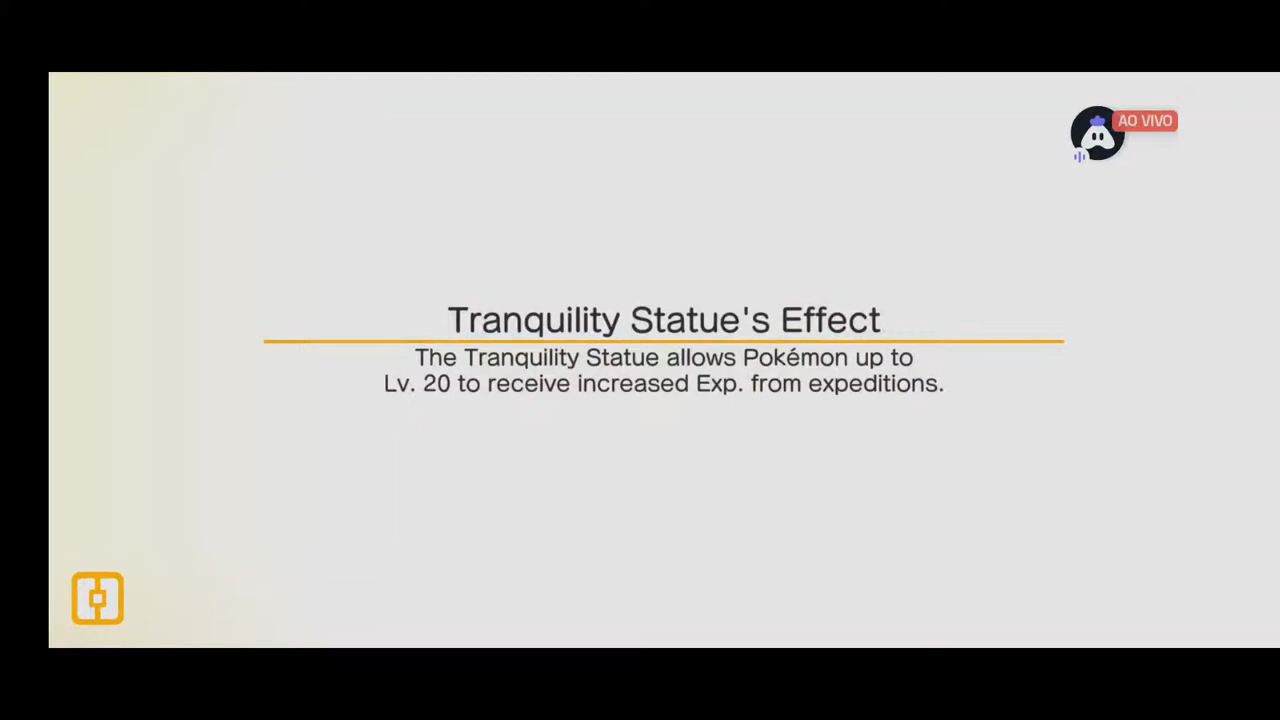 AO VIVO
Tranquility Statue's Effect
The Tranquility Statue allows Pokémon up to
Lv. 20 to receive increased Exp. from expeditions.